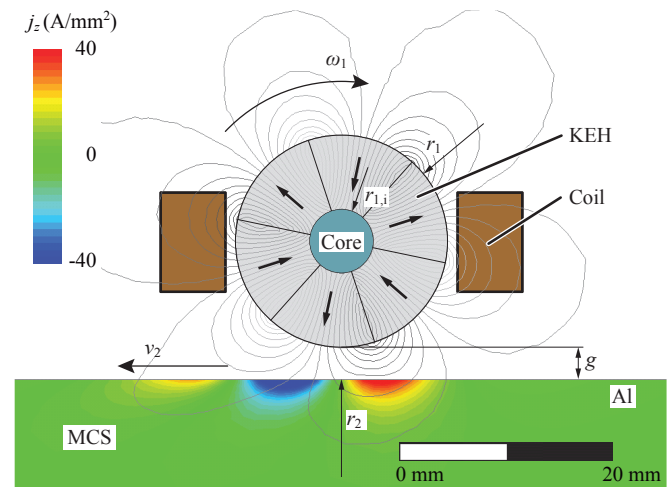 j_z (A/mm²)
40
0
-40
ω₁
r₁
KEH
r₁,ᵢ
Coil
Core
v₂
g
r₂
Al
MCS
0 mm
20 mm